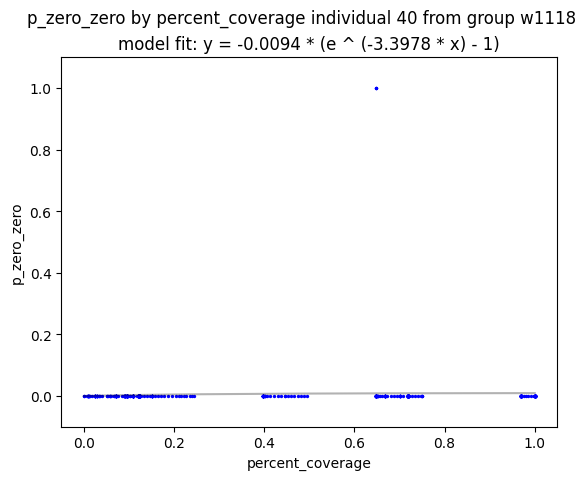 p_zero_zero by percent_coverage individual 40 from group w1118
model fit: y = -0.0094 * (e ^ (-3.3978 * x) - 1)
1.0
0.8
0.6
0.4
0.2
0.0
p_zero_zero
0.0 0.2 0.4 0.6 0.8 1.0
percent_coverage